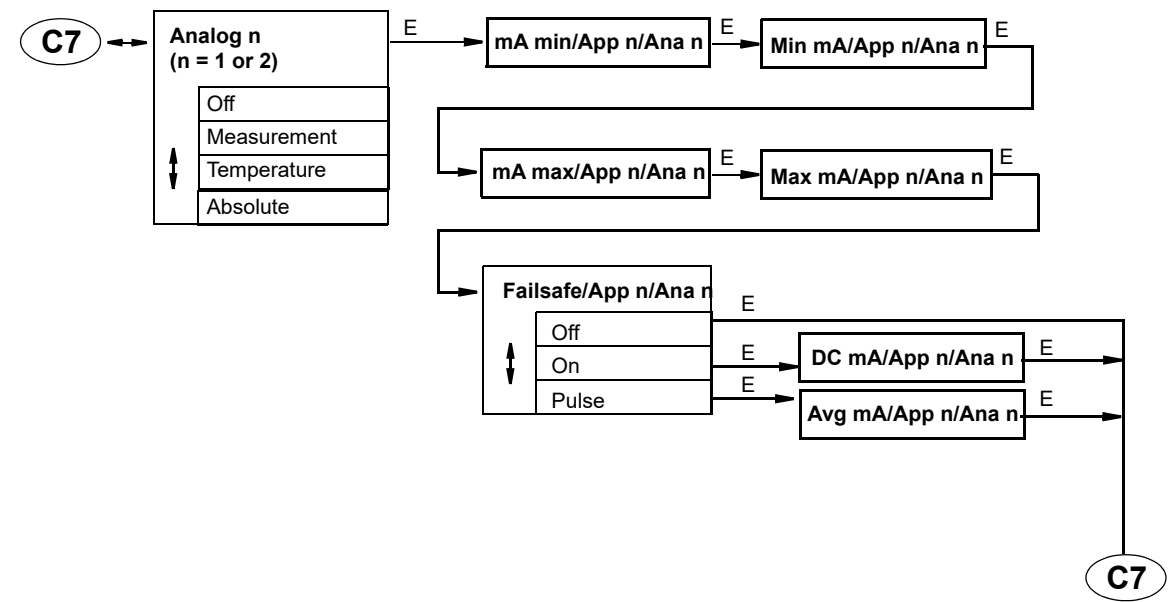 C7
Analog n
(n = 1 or 2)
Off
Measurement
Temperature
Absolute
E
mA min/App n/Ana n
E
Min mA/App n/Ana n
E
mA max/App n/Ana n
E
Max mA/App n/Ana n
E
Failsafe/App n/Ana n
Off
On
Pulse
E
E
DC mA/App n/Ana n
E
E
Avg mA/App n/Ana n
E
C7